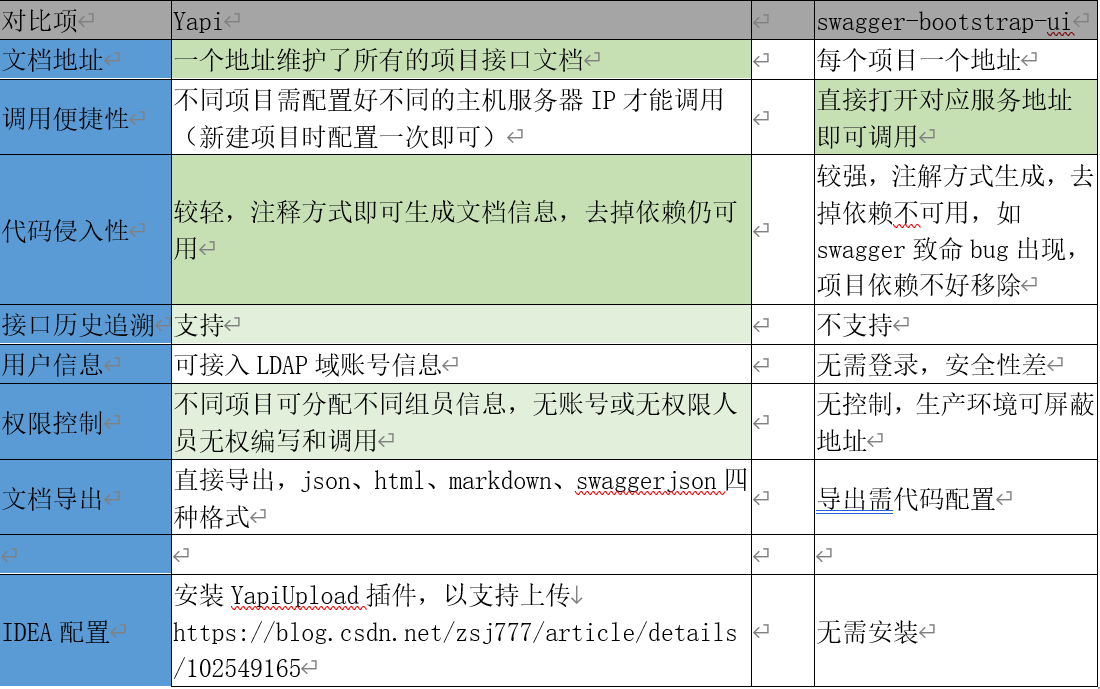 对比项 Yapi swagger-bootstrap-ui
文档地址 一个地址维护了所有的项目接口文档 每个项目一个地址
调用便捷性
不同项目需配置好不同的主机服务器 IP 才能调用
（新建项目时配置一次即可）
直接打开对应服务地址
即可调用
代码侵入性
较轻，注释方式即可生成文档信息，去掉依赖仍可
用
较强，注解方式生成，去
掉依赖不可用，如
swagger 致命 bug 出现，
项目依赖不好移除
接口历史追溯 支持 不支持
用户信息 可接入 LDAP 域账号信息 无需登录，安全性差
权限控制
不同项目可分配不同组员信息，无账号或无权限人
员无权编写和调用
无控制，生产环境可屏蔽
地址
文档导出
直接导出，json、html、markdown、swaggerjson 四
种格式
导出需代码配置
IDEA 配置
安装 YapiUpload 插件，以支持上传
https://blog.csdn.net/zsj777/article/details
/102549165
无需安装